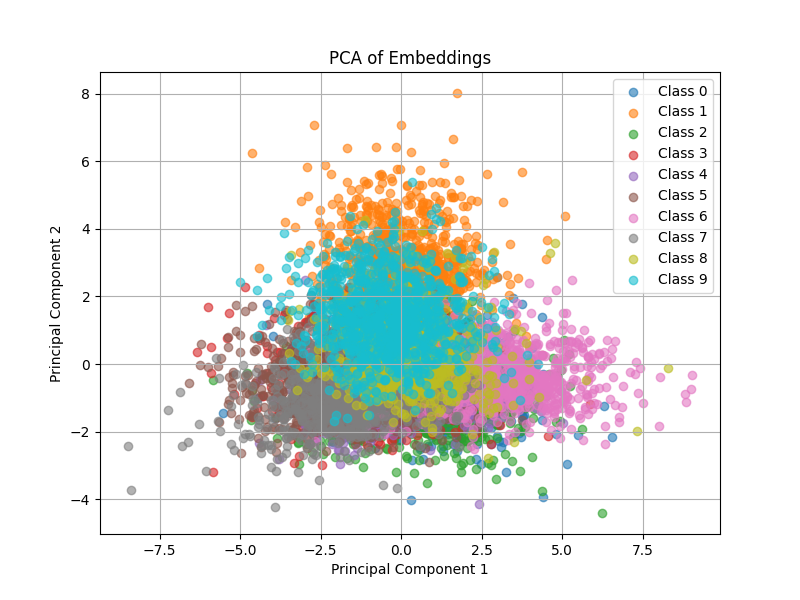 PCA of Embeddings
Class 0
Class 1
Class 2
Class 3
Class 4
Class 5
Class 6
Class 7
Class 8
Class 9
8
6
4
2
0
−2
−4
Principal Component 2
−7.5 −5.0 −2.5 0.0 2.5 5.0 7.5
Principal Component 1